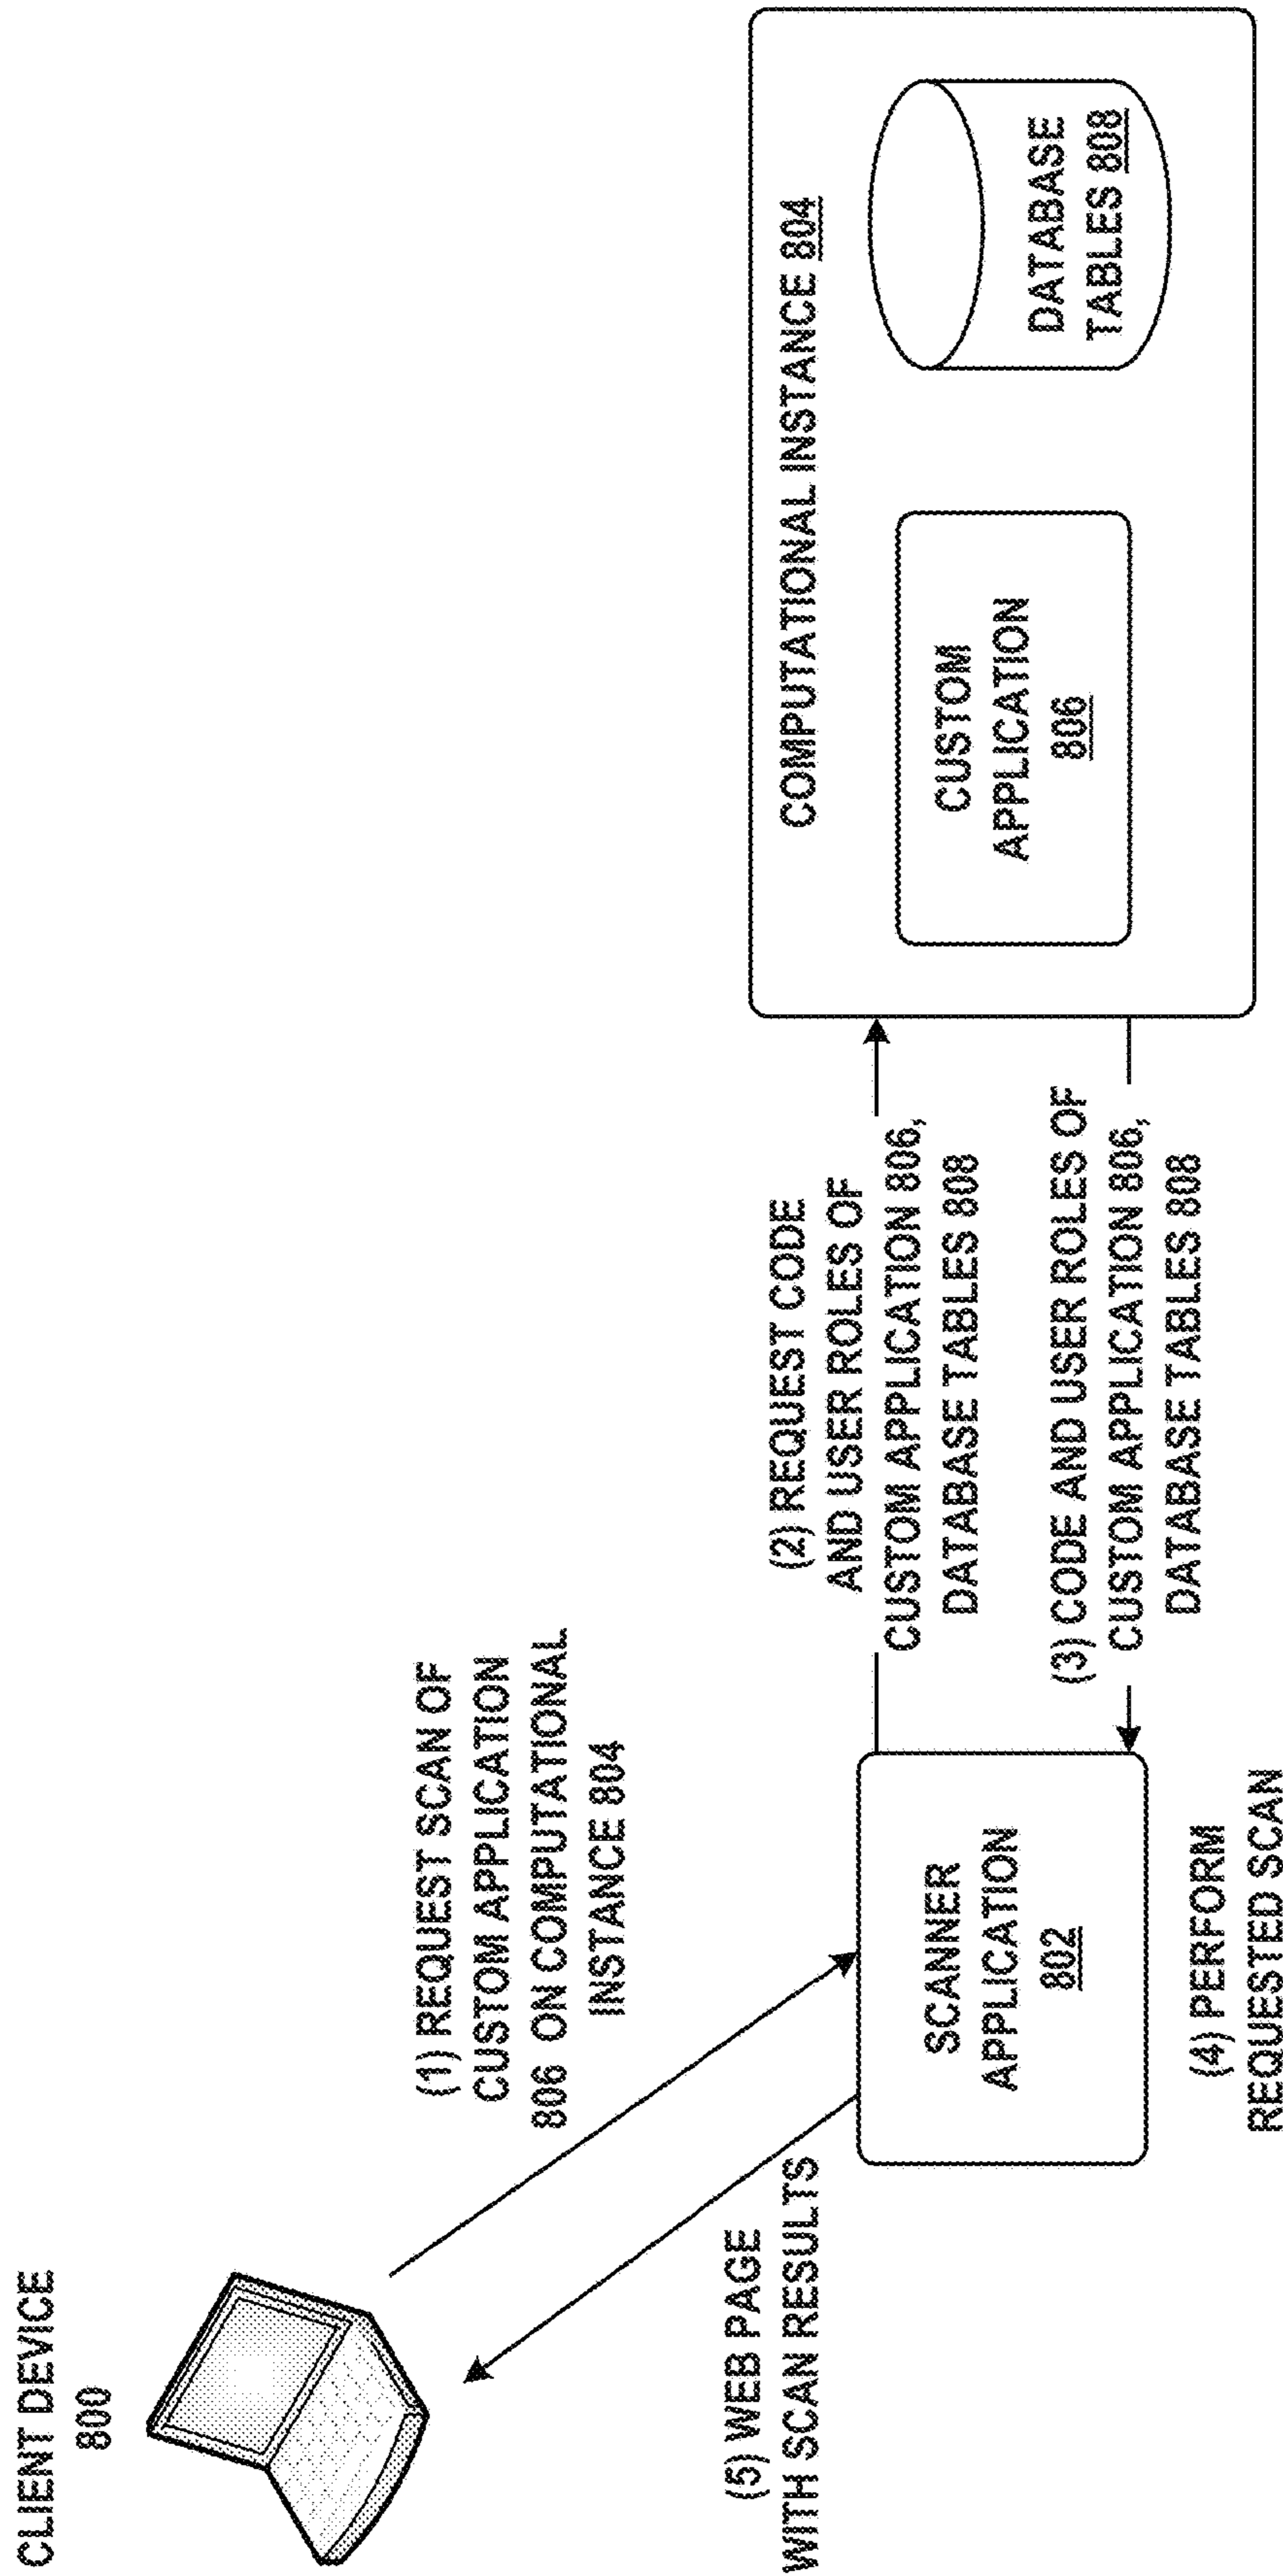 CLIENT DEVICE
800
(1) REQUEST SCAN OF
CUSTOM APPLICATION
806 ON COMPUTATIONAL
INSTANCE 804
(5) WEB PAGE
WITH SCAN RESULTS
SCANNER
APPLICATION
802
(4) PERFORM
REQUESTED SCAN
(2) REQUEST CODE
AND USER ROLES OF
CUSTOM APPLICATION 806,
DATABASE TABLES 808
(3) CODE AND USER ROLES OF
CUSTOM APPLICATION 806,
DATABASE TABLES 808
COMPUTATIONAL INSTANCE 804
CUSTOM
APPLICATION
806
DATABASE
TABLES 808